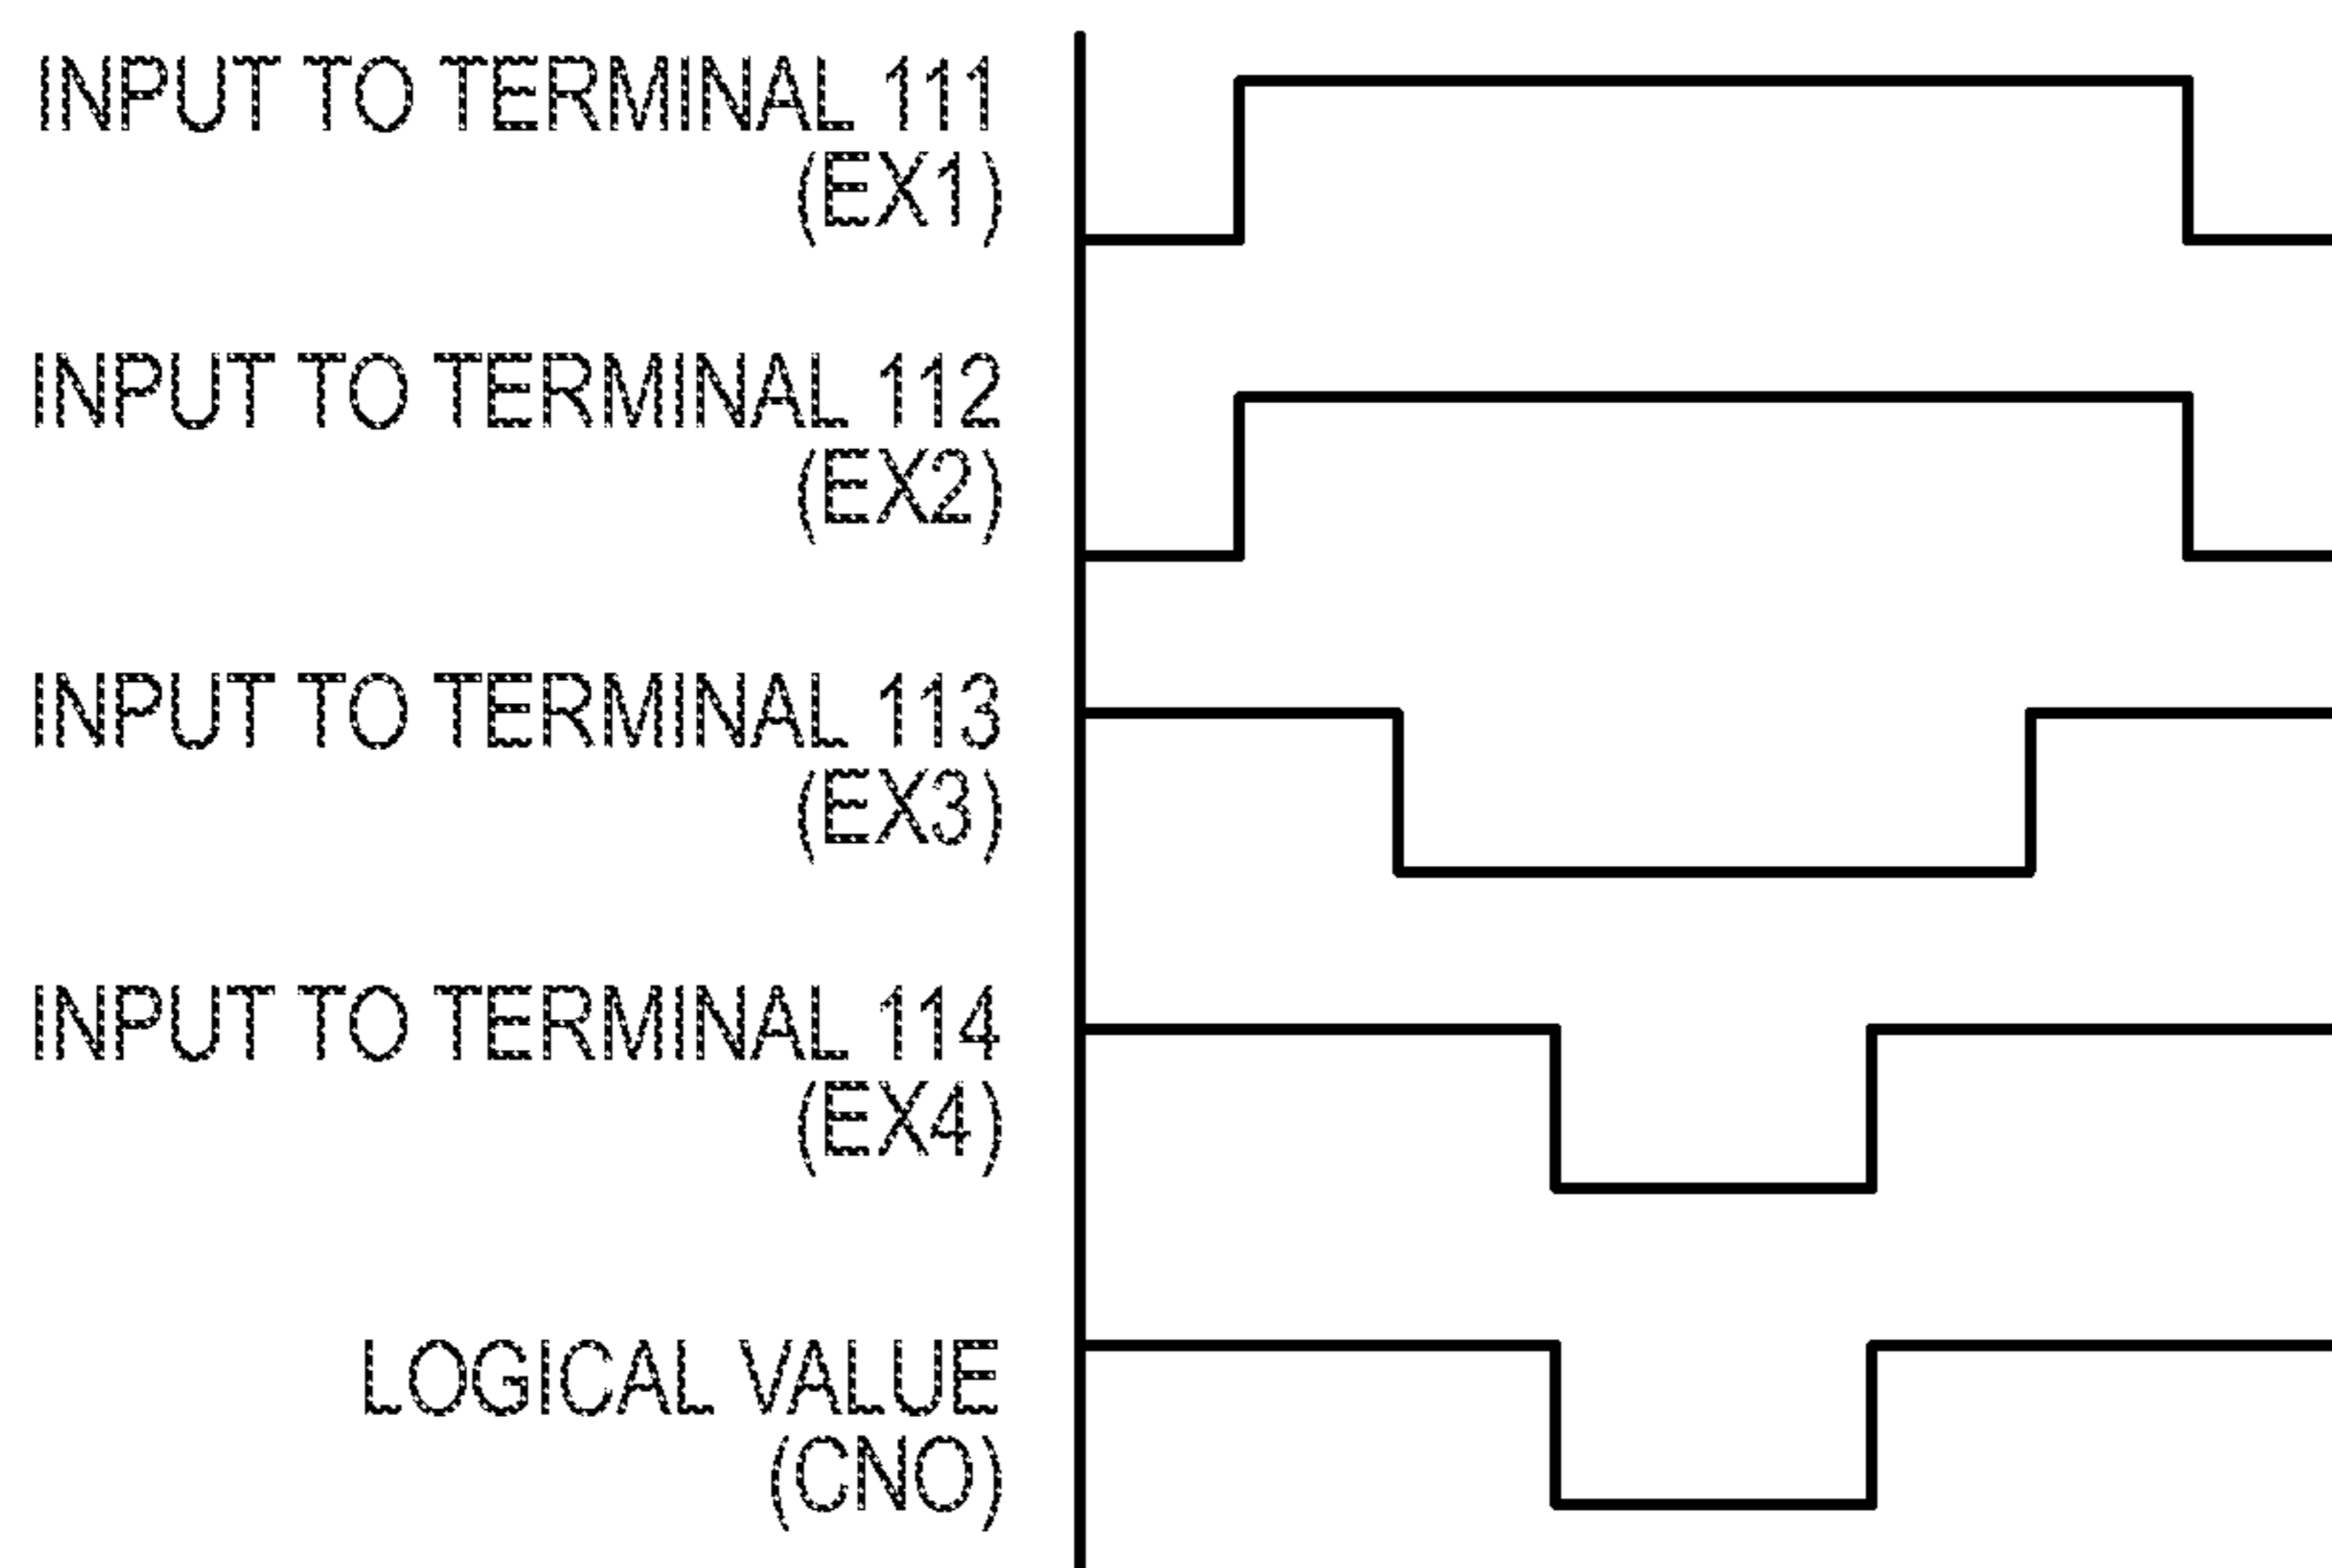 INPUT TO TERMINAL 111
(EX1)
INPUT TO TERMINAL 112
(EX2)
INPUT TO TERMINAL 113
(EX3)
INPUT TO TERMINAL 114
(EX4)
LOGICAL VALUE
(CNO)